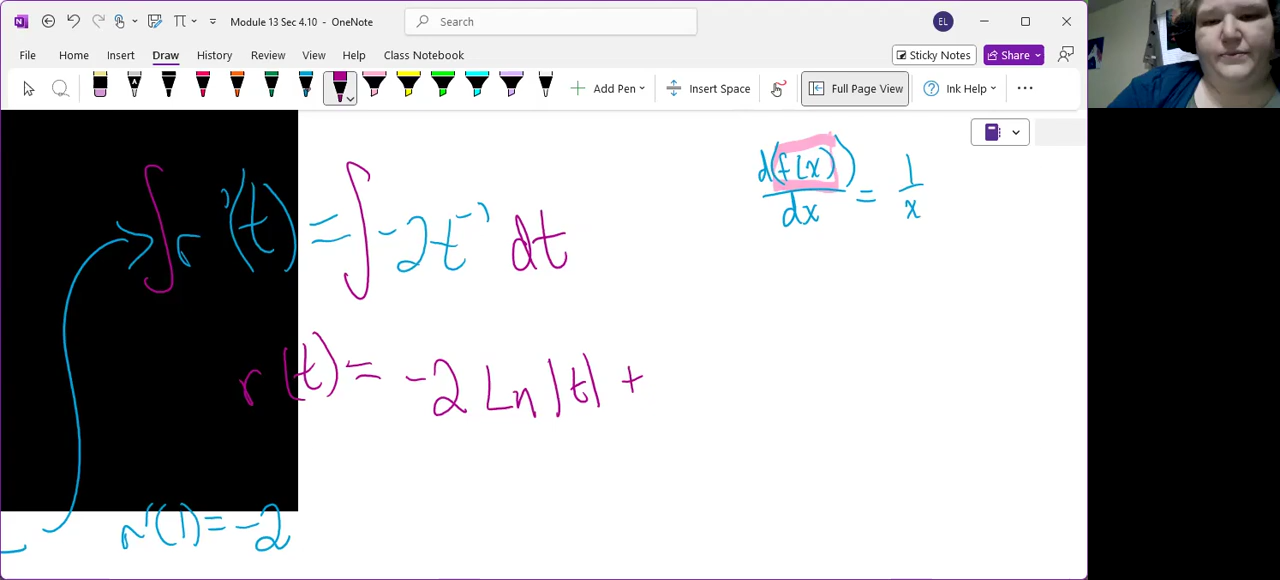 Module 13 Sec 4.10 - OneNote
Search
EL
File Home Insert Draw History Review View Help Class Notebook
Sticky Notes Share
Add Pen Insert Space Full Page View Ink Help
d(f(x)) / dx = 1 / x
∫ r'(t) = ∫ -2t⁻¹ dt
r(t) = -2 Ln|t| +
r'(1) = -2